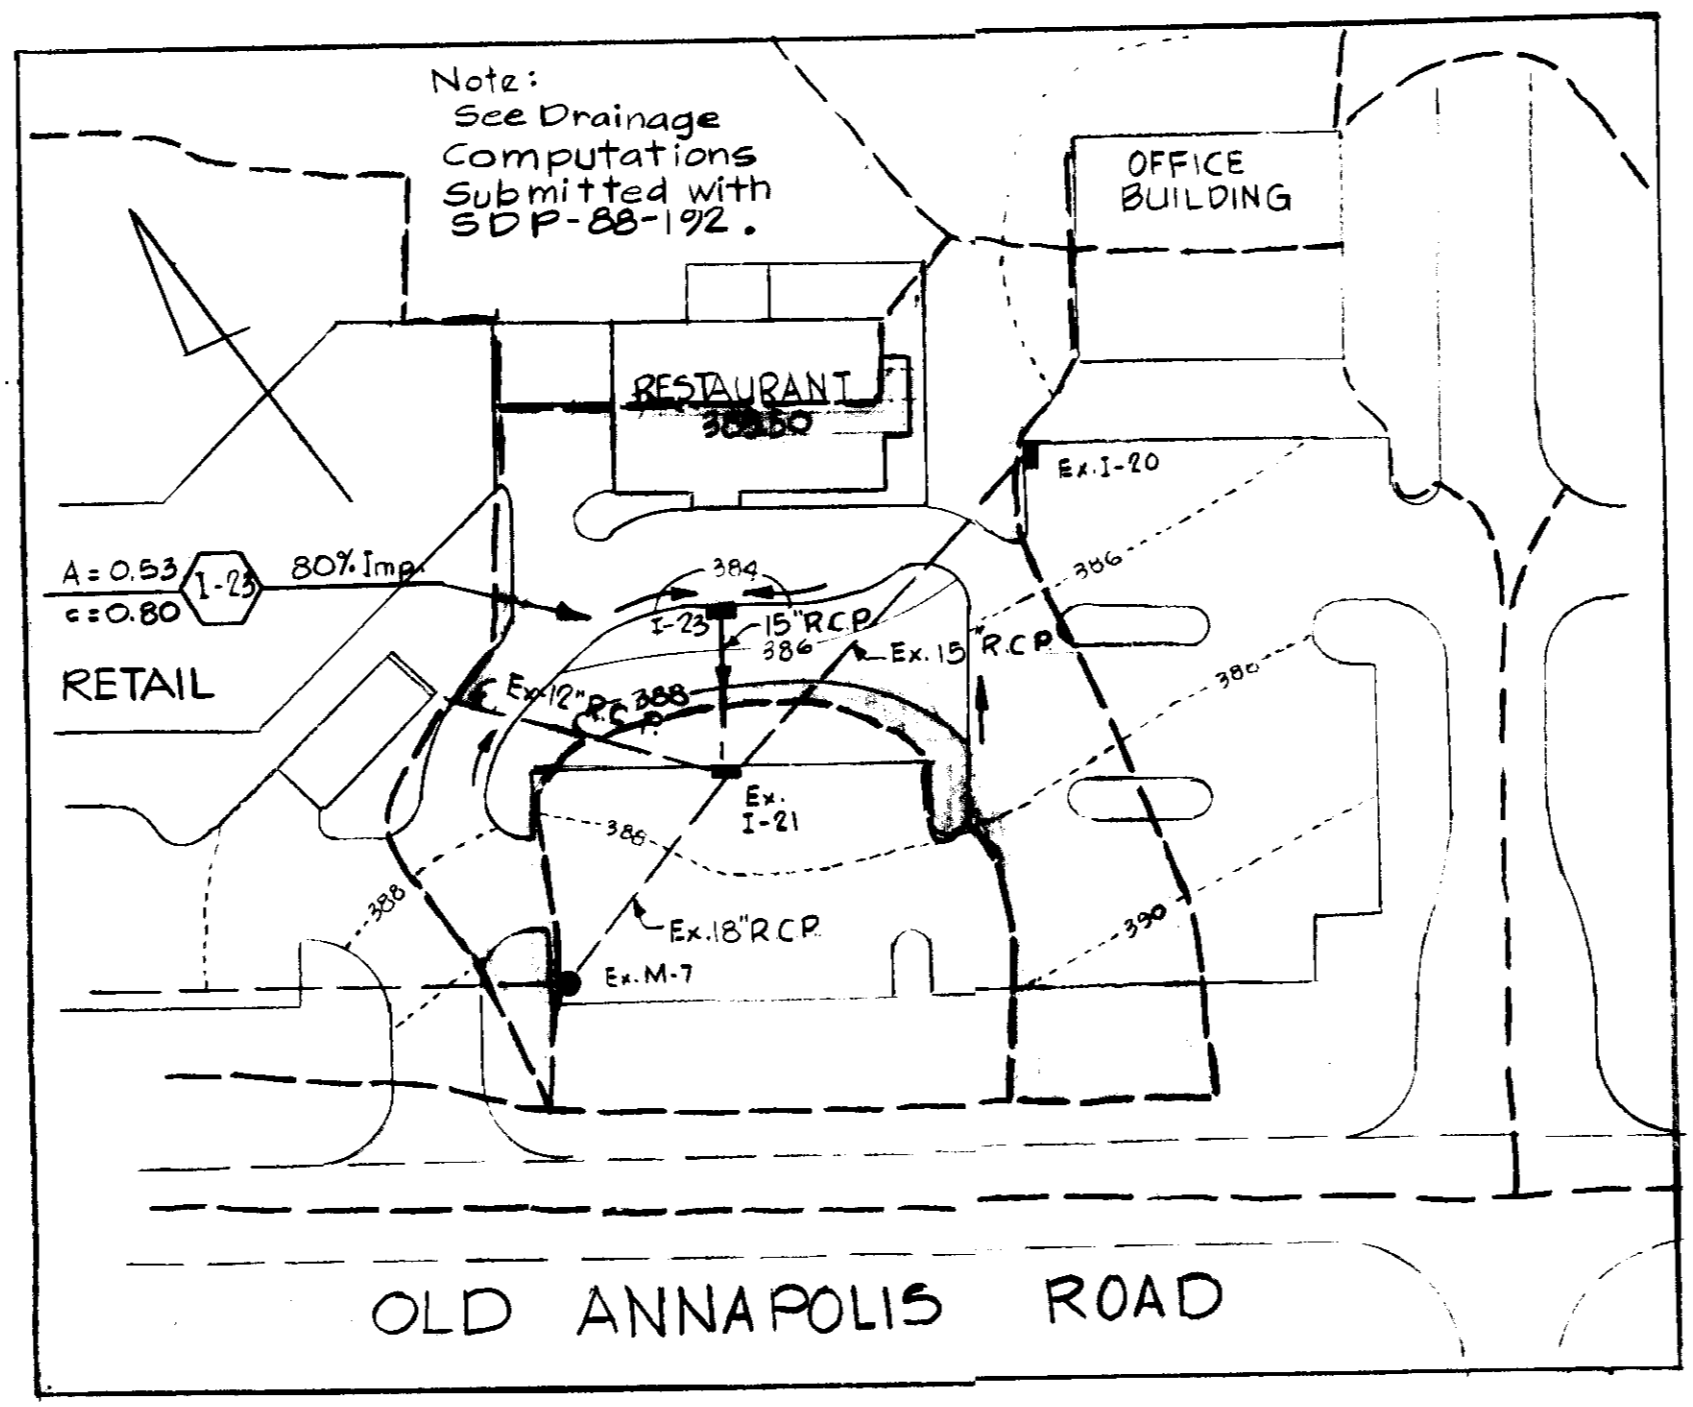 Note:
See Drainage
Computations
Submitted with
SDP-88-192.
OFFICE
BUILDING
RESTAURANT
Ex. I-20
A = 0.53
I-23
80% Imp.
c = 0.80
384
386
I-23
15" R.C.P.
386
Ex. 15" R.C.P.
RETAIL
Ex. 12" R.C.P.
388
386
Ex.
I-21
388
388
390
Ex. 18" R.C.P.
Ex. M-7
OLD ANNAPOLIS ROAD